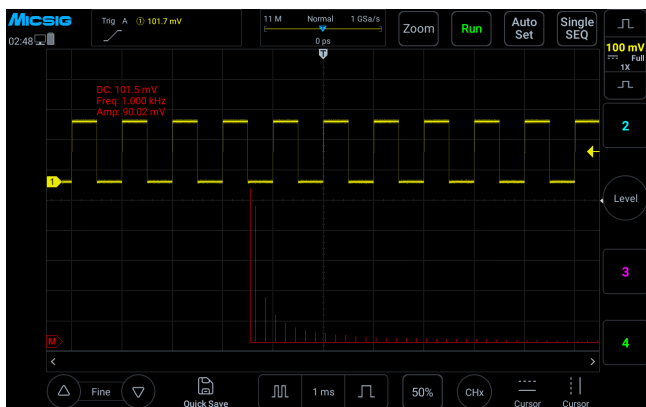 Micsig
Trig A ① 101.7 mV
11 M Normal 1 GSa/s
0 ps
Zoom
Run
Auto
Set
Single
SEQ
02:48
T
100 mV
Full
1X
DC: 101.5 mV
Freq: 1.000 kHz
Amp: 90.02 mV
2
1
Level
3
M
4
Fine
Quick Save
1 ms
50%
CHx
Cursor
Cursor